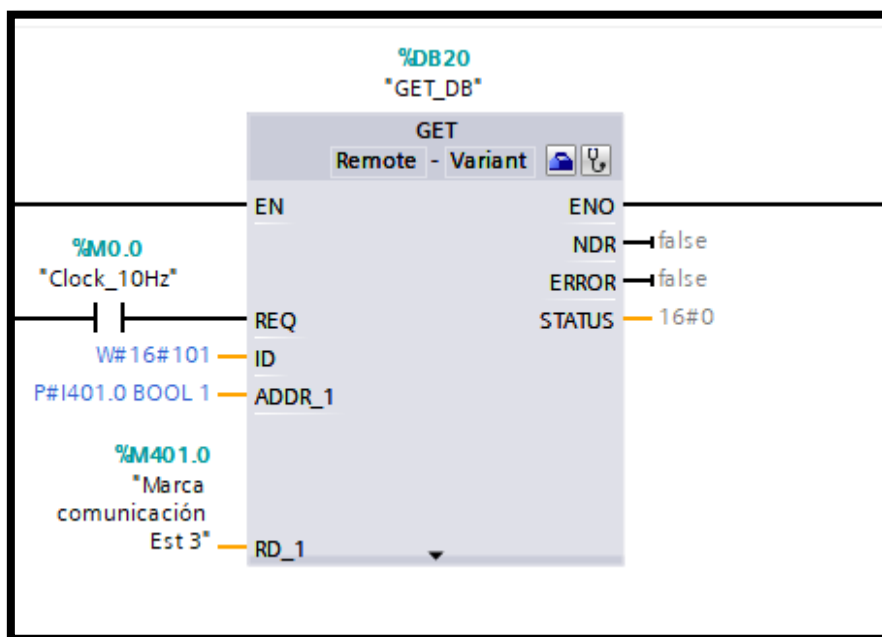 %DB20
"GET_DB"
GET
Remote - Variant
EN
ENO
NDR
false
%M0.0
"Clock_10Hz"
ERROR
false
REQ
STATUS
16#0
W#16#101
ID
P#I401.0 BOOL 1
ADDR_1
%M401.0
"Marca
comunicación
Est 3"
RD_1